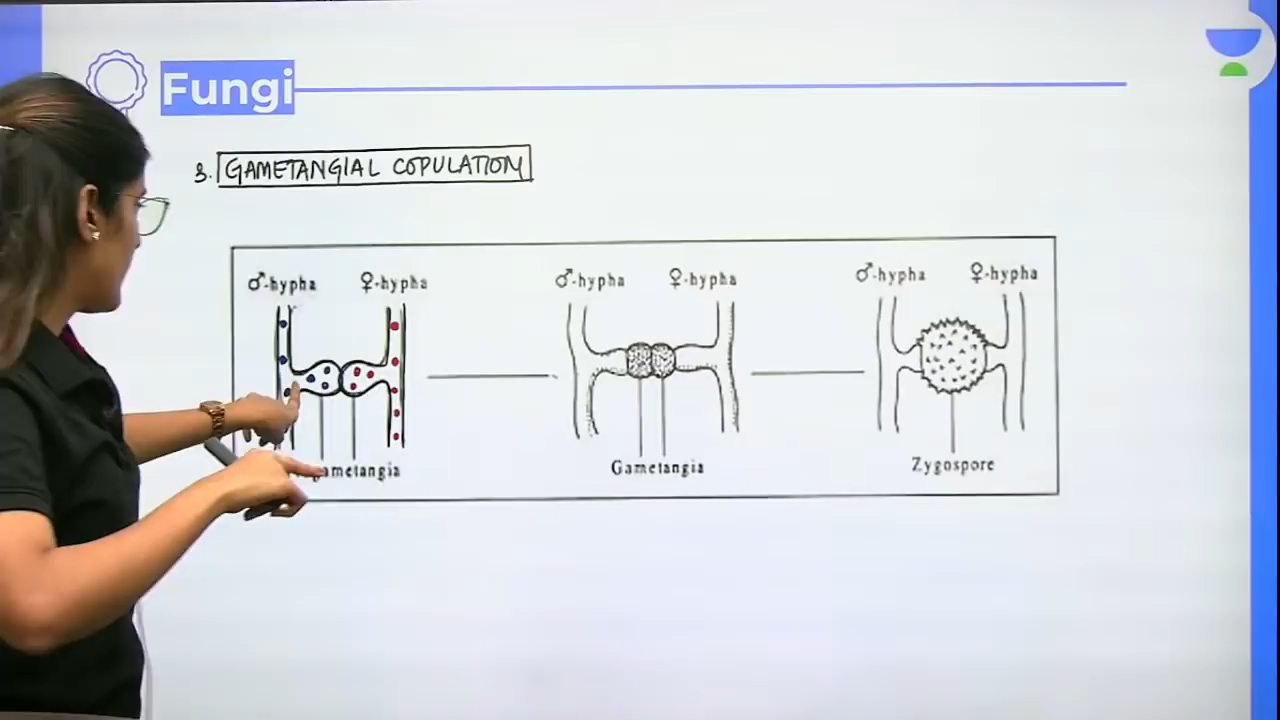 Fungi
3. GAMETANGIAL COPULATION
♂-hypha ♀-hypha ♂-hypha ♀-hypha ♂-hypha ♀-hypha
Gametangia Zygospore